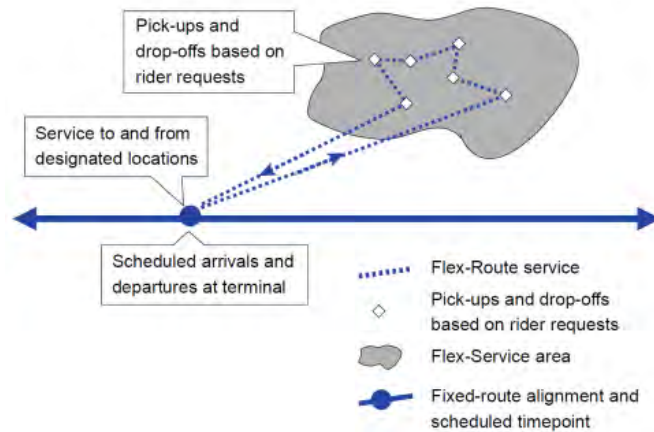 Pick-ups and
drop-offs based on
rider requests
Service to and from
designated locations
Scheduled arrivals and
departures at terminal
Flex-Route service
Pick-ups and drop-offs
based on rider requests
Flex-Service area
Fixed-route alignment and
scheduled timepoint